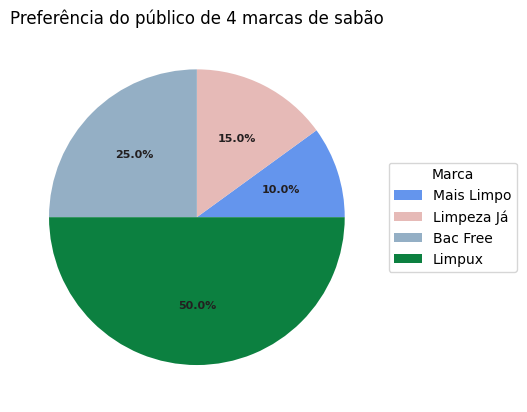 Preferência do público de 4 marcas de sabão
15.0%
25.0%
10.0%
50.0%
Marca
Mais Limpo
Limpeza Já
Bac Free
Limpux